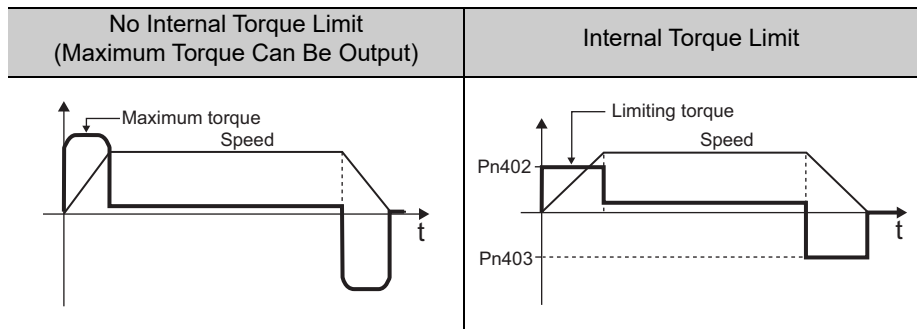 No Internal Torque Limit
(Maximum Torque Can Be Output)
Internal Torque Limit
Maximum torque
Speed
t
Limiting torque
Speed
Pn402
t
Pn403